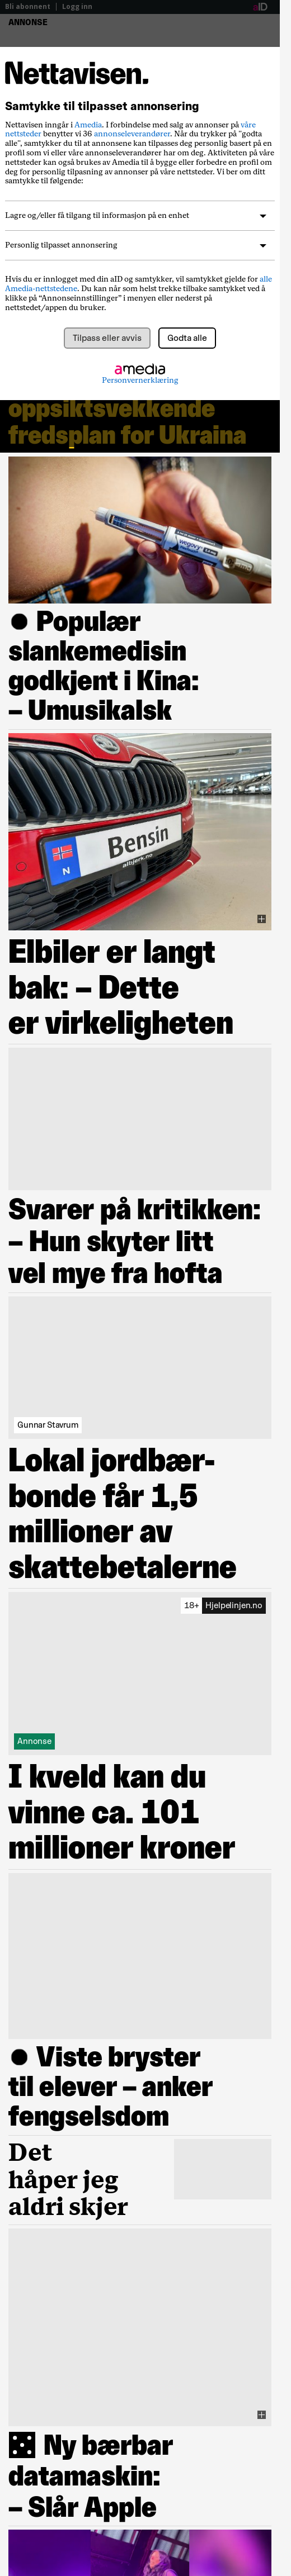 Bli abonnent | Logg inn
aID
ANNONSE
Nettavisen.
Samtykke til tilpasset annonsering
Nettavisen inngår i Amedia. I forbindelse med salg av annonser på våre
nettsteder benytter vi 36 annonseleverandører. Når du trykker på "godta
alle", samtykker du til at annonsene kan tilpasses deg personlig basert på en
profil som vi eller våre annonseleverandører har om deg. Aktiviteten på våre
nettsteder kan også brukes av Amedia til å bygge eller forbedre en profil om
deg for personlig tilpasning av annonser på våre nettsteder. Vi ber om ditt
samtykke til følgende:
Lagre og/eller få tilgang til informasjon på en enhet
Personlig tilpasset annonsering
Hvis du er innlogget med din aID og samtykker, vil samtykket gjelde for alle
Amedia-nettstedene. Du kan når som helst trekke tilbake samtykket ved å
klikke på “Annonseinnstillinger” i menyen eller nederst på
nettstedet/appen du bruker.
Tilpass eller avvis
Godta alle
amedia
Personvernerklæring
oppsiktsvekkende
fredsplan for Ukraina
wegovy
Populær
slankemedisin
godkjent i Kina:
– Umusikalsk
N
Bensin
altbjork.no
Elbiler er langt
bak: – Dette
er virkeligheten
Svarer på kritikken:
– Hun skyter litt
vel mye fra hofta
Gunnar Stavrum
Lokal jordbær-
bonde får 1,5
millioner av
skattebetalerne
18+ Hjelpelinjen.no
Annonse
I kveld kan du
vinne ca. 101
millioner kroner
Viste bryster
til elever – anker
fengselsdom
Det
håper jeg
aldri skjer
Ny bærbar
datamaskin:
– Slår Apple